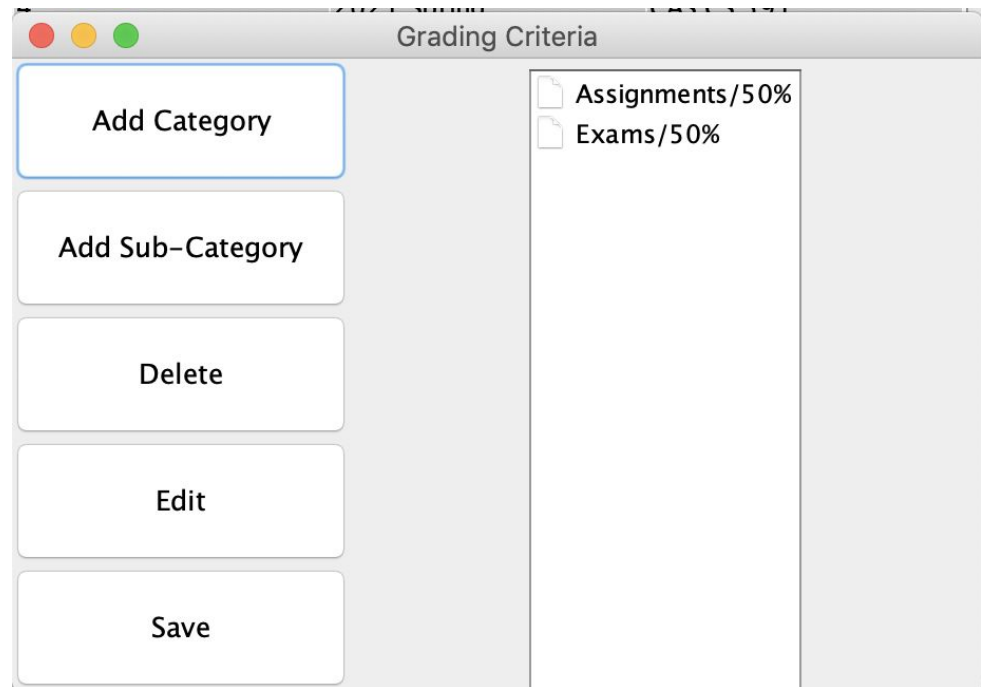 Grading Criteria
Add Category
Add Sub-Category
Delete
Edit
Save
Assignments/50%
Exams/50%